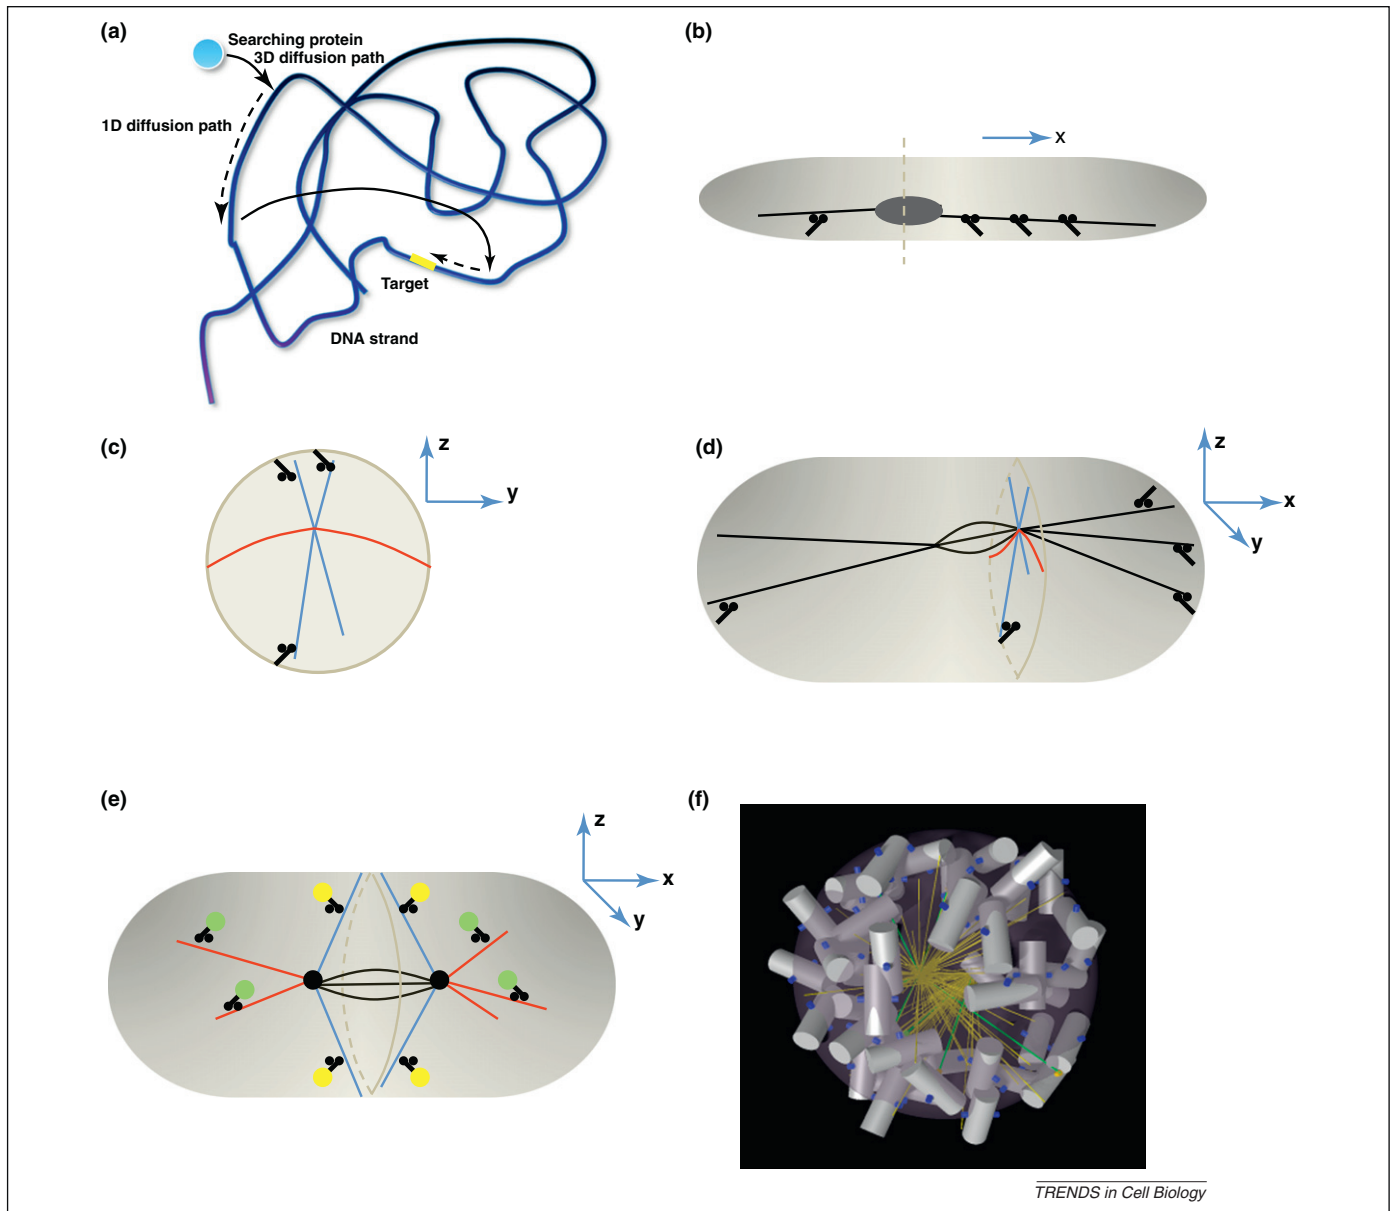 (a)
Searching protein
3D diffusion path
1D diffusion path
Target
DNA strand
(b)
x
(c)
z
y
(d)
z
x
y
(e)
z
x
y
(f)
TRENDS in Cell Biology